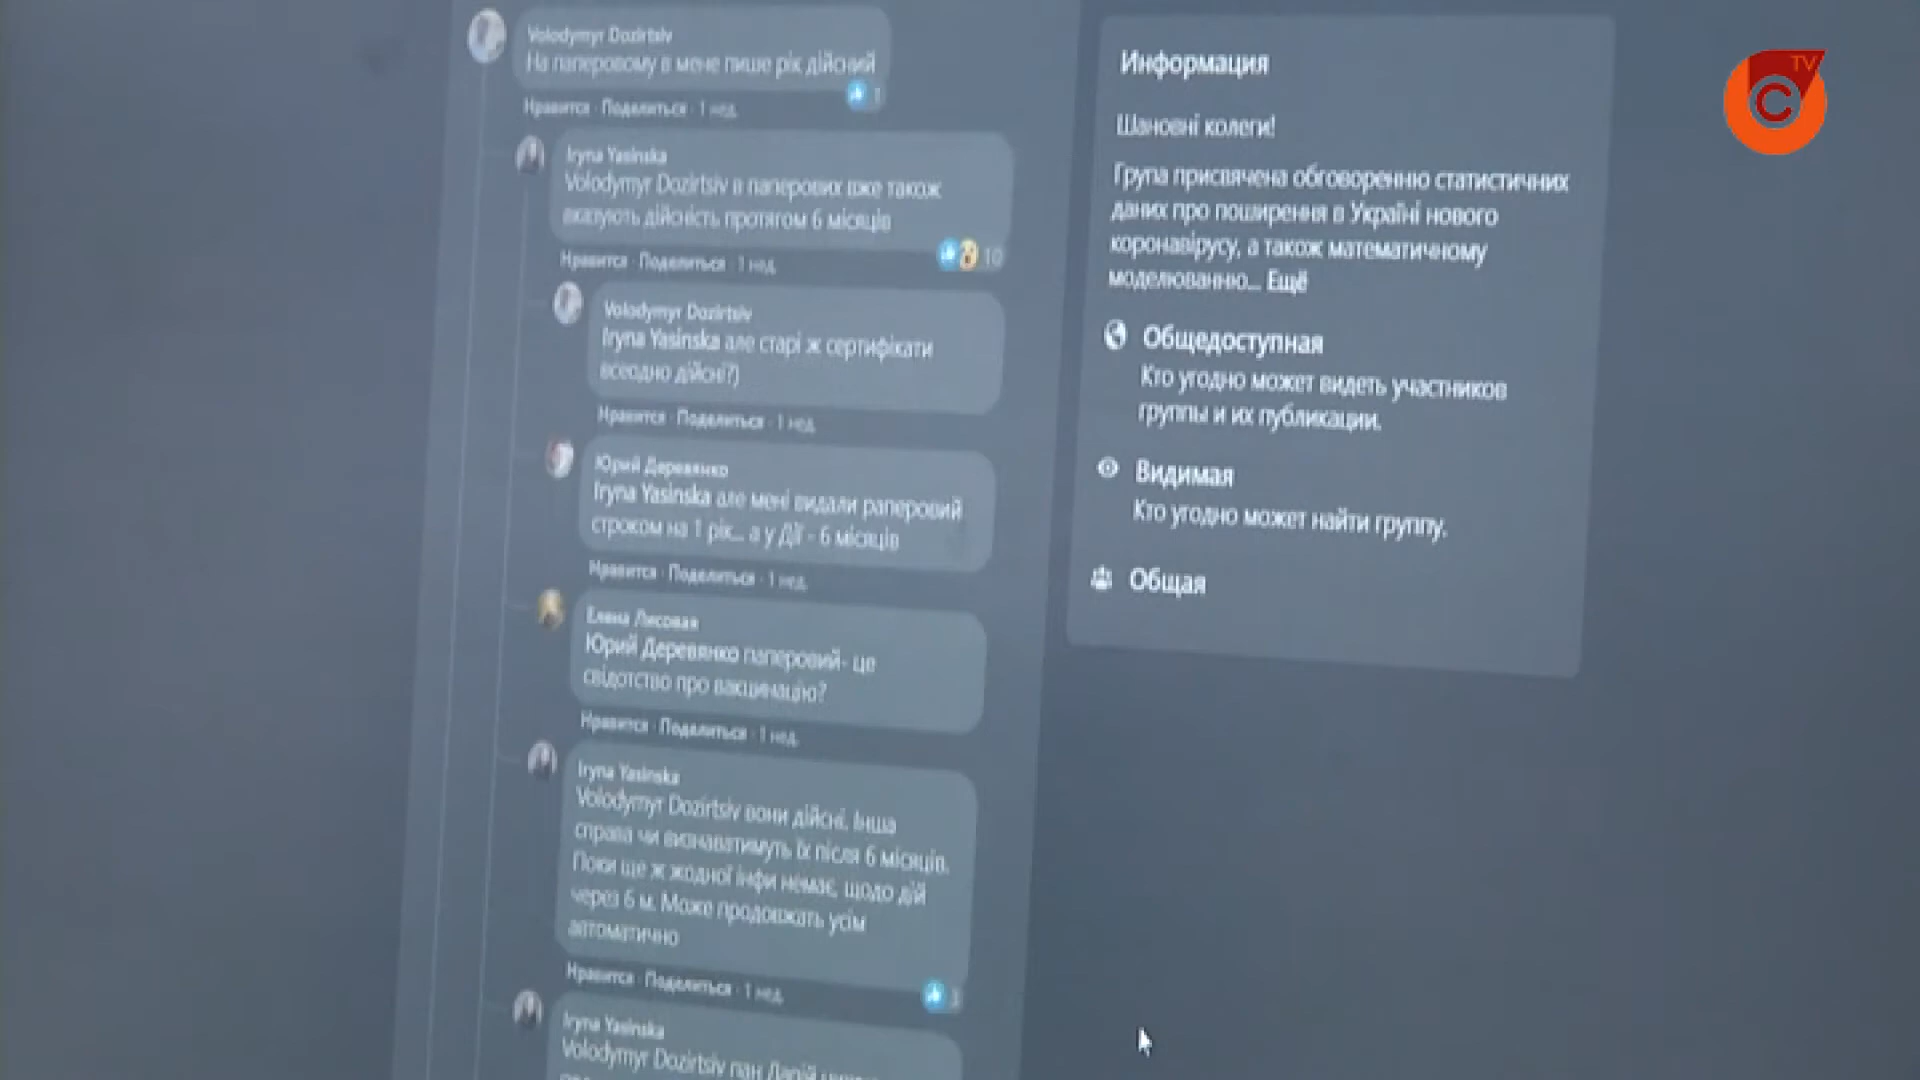 Volodymyr Dozirtsiv
На паперовому в мене пише рік дійсний
1
Нравится · Поделиться · 1 нед.
Iryna Yasinska
Volodymyr Dozirtsiv в паперових вже також
вказують дійсність протягом 6 місяців
10
Нравится · Поделиться · 1 нед.
Volodymyr Dozirtsiv
Iryna Yasinska але старі ж сертифікати
всеодно дійсні?)
Нравится · Поделиться · 1 нед.
Юрий Деревянко
Iryna Yasinska але мені видали раперовий
строком на 1 рік... а у Дії - 6 місяців
Нравится · Поделиться · 1 нед.
Елена Лисовая
Юрий Деревянко паперовий- це
свідотство про вакцинацію?
Нравится · Поделиться · 1 нед.
Iryna Yasinska
Volodymyr Dozirtsiv вони дійсні. Інша
справа чи визнаватимуть їх після 6 місяців.
Поки ще ж жодної інфи немає, щодо дій
через 6 м. Може продовжать усім
автоматично
Нравится · Поделиться · 1 нед.
3
Iryna Yasinska
Volodymyr Dozirtsiv пан
Информация
Шановні колеги!
Група присвячена обговоренню статистичних
даних про поширення в Україні нового
коронавірусу, а також математичному
моделюванню... Ещё
Общедоступная
Кто угодно может видеть участников
группы и их публикации.
Видимая
Кто угодно может найти группу.
Общая
TV
C